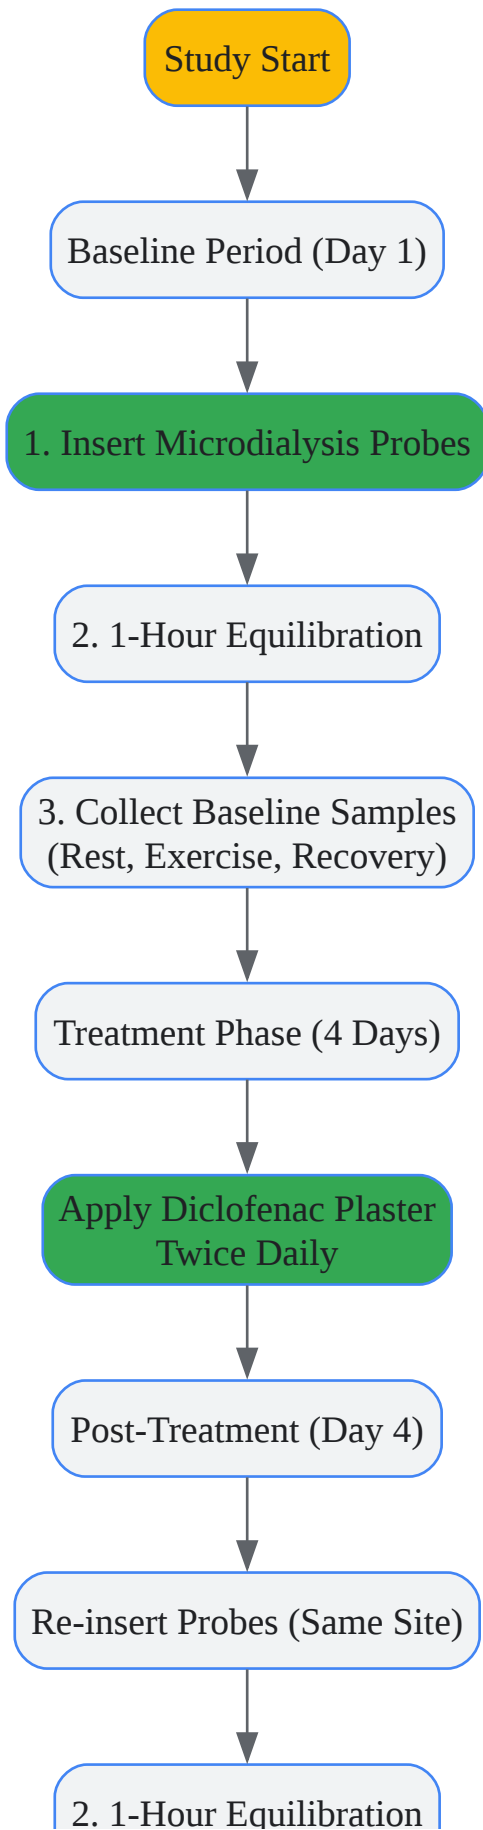 Study Start
Baseline Period (Day 1)
1. Insert Microdialysis Probes
2. 1-Hour Equilibration
3. Collect Baseline Samples
(Rest, Exercise, Recovery)
Treatment Phase (4 Days)
Apply Diclofenac Plaster
Twice Daily
Post-Treatment (Day 4)
Re-insert Probes (Same Site)
2. 1-Hour Equilibration